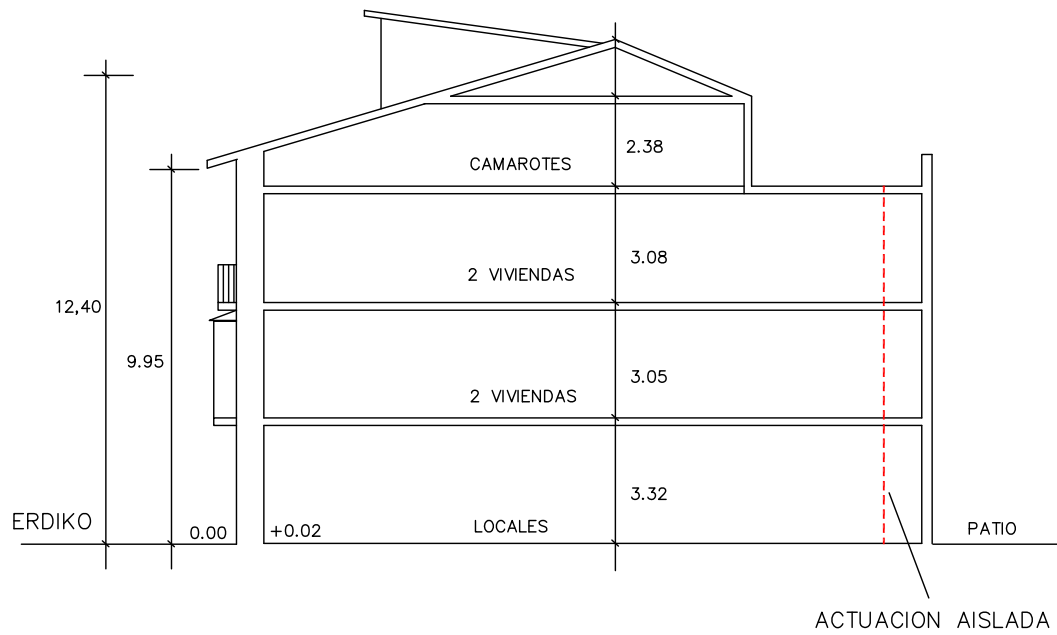 2.38
CAMAROTES
3.08
2 VIVIENDAS
12,40
9.95
3.05
2 VIVIENDAS
3.32
ERDIKO
0.00
+0.02
LOCALES
PATIO
ACTUACION AISLADA